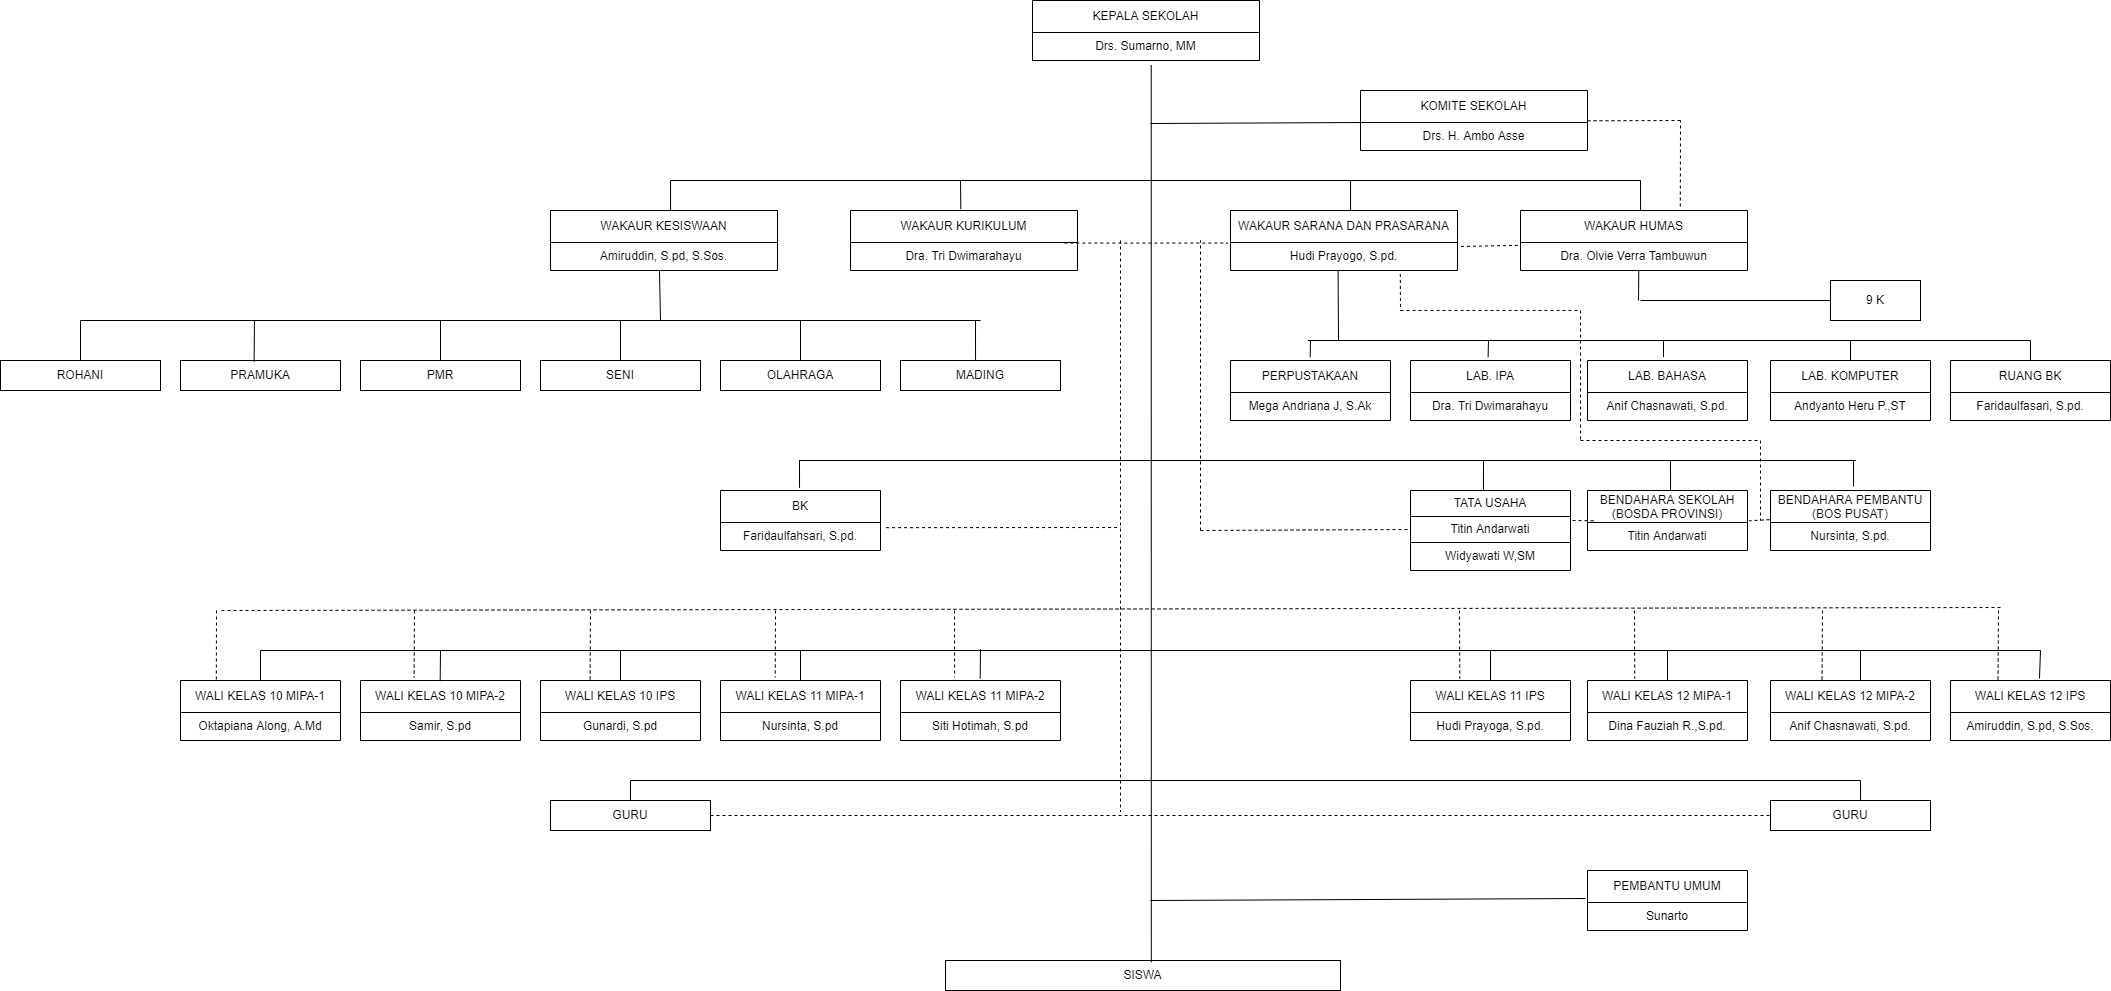 KEPALA SEKOLAH
Drs. Sumarno, MM
KOMITE SEKOLAH
Drs. H. Ambo Asse
WAKAUR KESISWAAN
Amiruddin, S.pd, S.Sos.
WAKAUR KURIKULUM
Dra. Tri Dwimarahayu
WAKAUR SARANA DAN PRASARANA
Hudi Prayogo, S.pd.
WAKAUR HUMAS
Dra. Olvie Verra Tambuwun
9 K
ROHANI
PRAMUKA
PMR
SENI
OLAHRAGA
MADING
PERPUSTAKAAN
Mega Andriana J, S.Ak
LAB. IPA
Dra. Tri Dwimarahayu
LAB. BAHASA
Anif Chasnawati, S.pd.
LAB. KOMPUTER
Andyanto Heru P.,ST
RUANG BK
Faridaulfasari, S.pd.
BK
Faridaulfahsari, S.pd.
TATA USAHA
Titin Andarwati
Widyawati W,SM
BENDAHARA SEKOLAH
(BOSDA PROVINSI)
Titin Andarwati
BENDAHARA PEMBANTU
(BOS PUSAT)
Nursinta, S.pd.
WALI KELAS 10 MIPA-1
Oktapiana Along, A.Md
WALI KELAS 10 MIPA-2
Samir, S.pd
WALI KELAS 10 IPS
Gunardi, S.pd
WALI KELAS 11 MIPA-1
Nursinta, S.pd
WALI KELAS 11 MIPA-2
Siti Hotimah, S.pd
WALI KELAS 11 IPS
Hudi Prayoga, S.pd.
WALI KELAS 12 MIPA-1
Dina Fauziah R.,S.pd.
WALI KELAS 12 MIPA-2
Anif Chasnawati, S.pd.
WALI KELAS 12 IPS
Amiruddin, S.pd, S.Sos.
GURU
GURU
PEMBANTU UMUM
Sunarto
SISWA